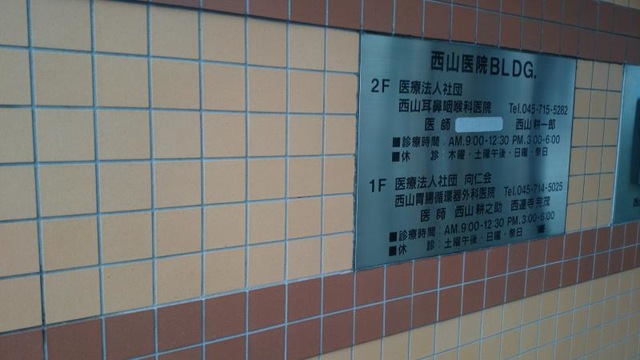 西山医院BLDG.
2F 医療法人社団
西山耳鼻咽喉科医院 Tel.045-715-5282
医師 西山耕一郎
■診療時間:AM.9:00-12:30 PM.3:00-6:00
■休 診:木曜・土曜午後・日曜・祭日
1F 医療法人社団 向仁会
西山胃腸循環器外科医院 Tel.045-714-5025
医師 西山耕之助 西蓮寺宗茂
■診療時間:AM.9:00-12:30 PM.3:00-6:00
■休 診:土曜午後・日曜・祭日 ■